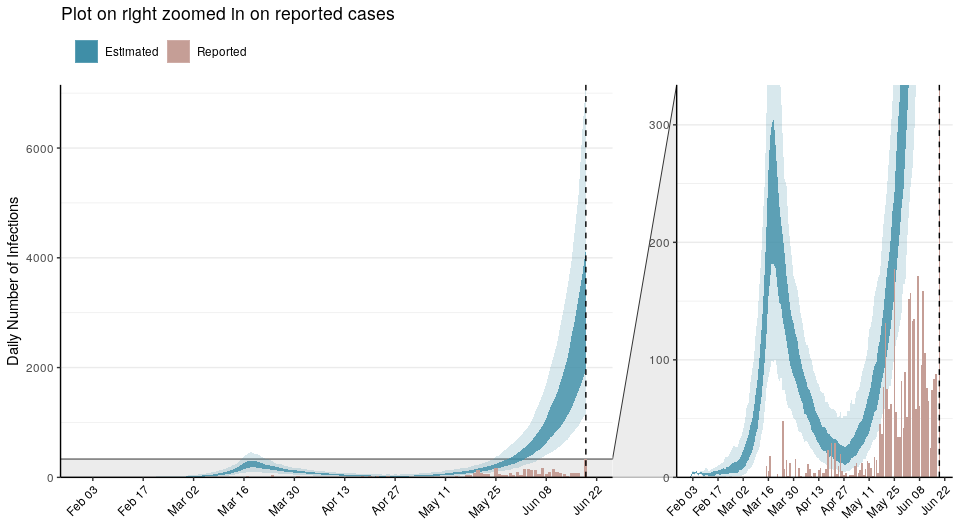 Plot on right zoomed in on reported cases
Estimated Reported
Daily Number of Infections
6000
4000
2000
0
Feb 03 Feb 17 Mar 02 Mar 16 Mar 30 Apr 13 Apr 27 May 11 May 25 Jun 08 Jun 22
300
200
100
0
Feb 03 Feb 17 Mar 02 Mar 16 Mar 30 Apr 13 Apr 27 May 11 May 25 Jun 08 Jun 22